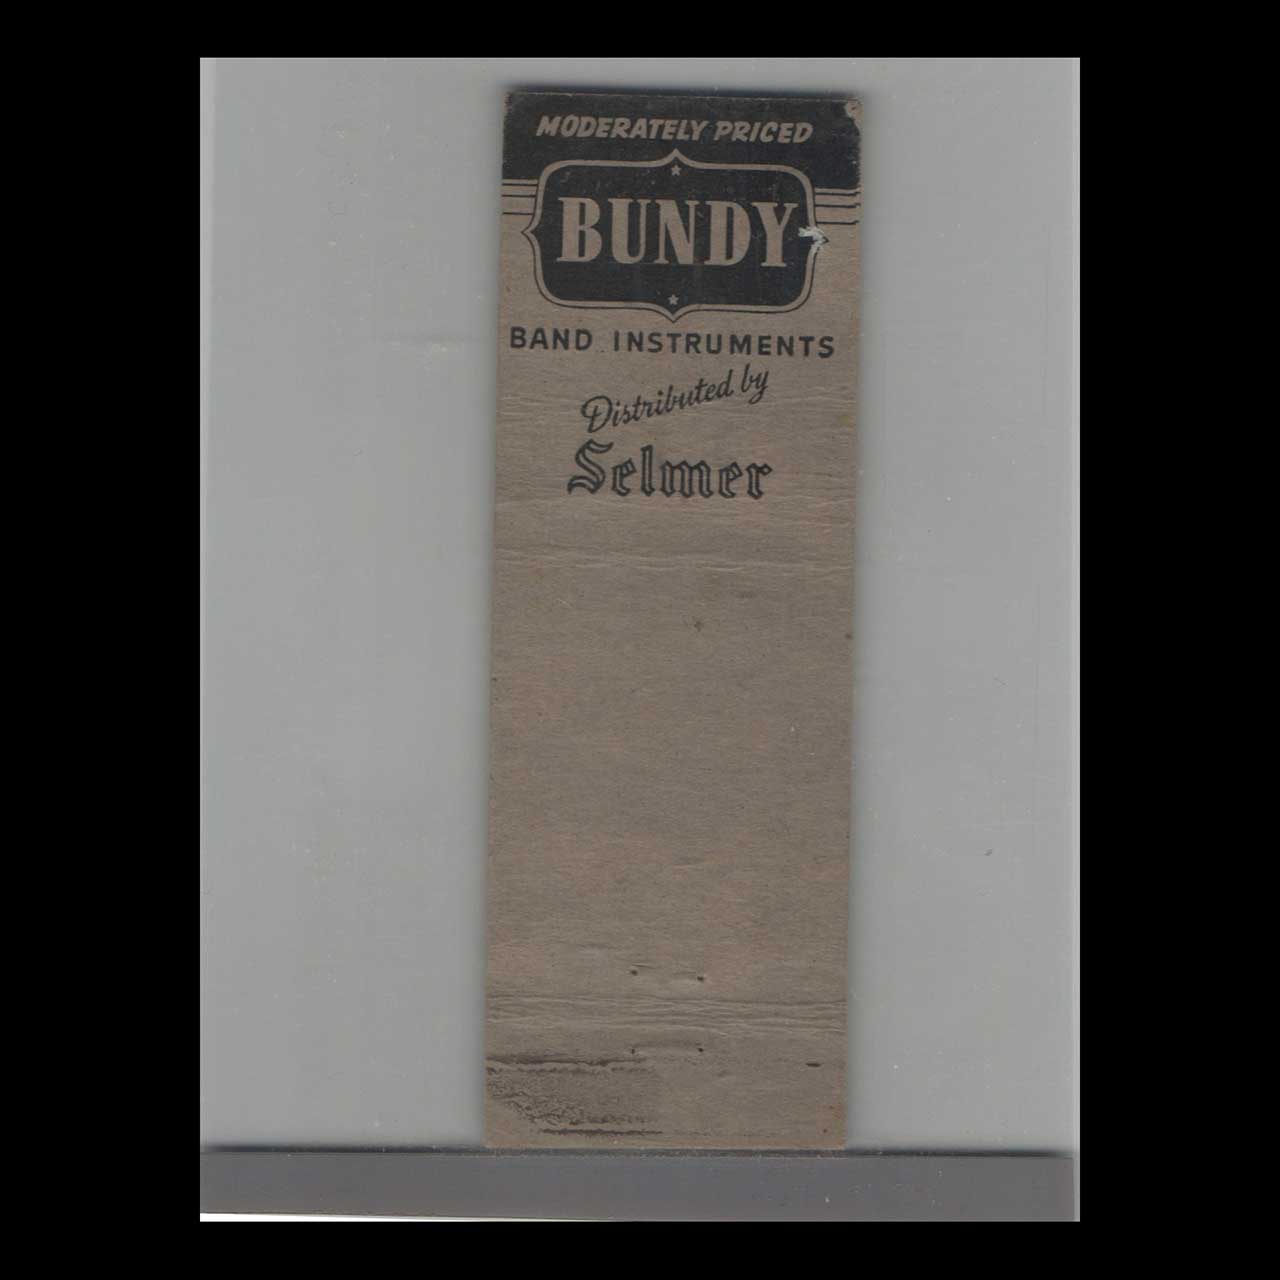 MODERATELY PRICED
BUNDY
BAND INSTRUMENTS
Distributed by
Selmer